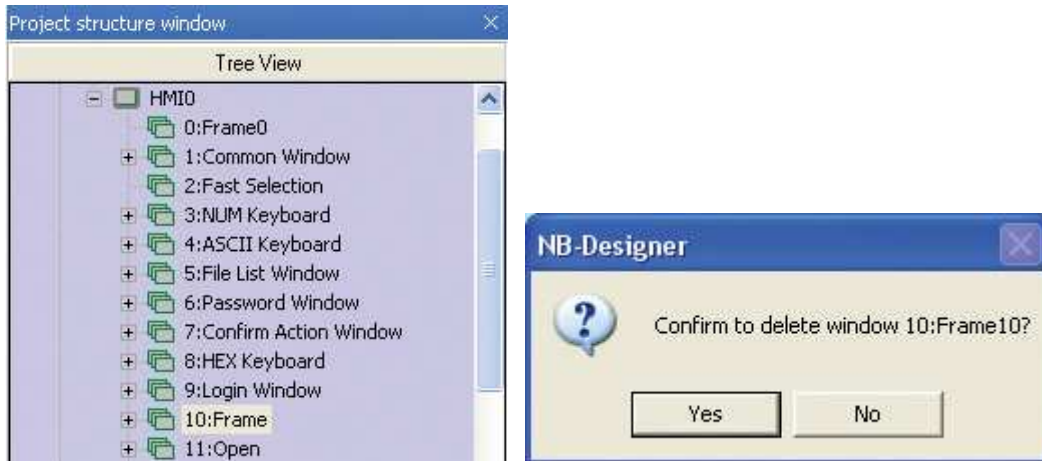 Project structure window
Tree View
HMI0
0:Frame0
1:Common Window
2:Fast Selection
3:NUM Keyboard
4:ASCII Keyboard
5:File List Window
6:Password Window
7:Confirm Action Window
8:HEX Keyboard
9:Login Window
10:Frame
11:Open
NB-Designer
Confirm to delete window 10:Frame10?
Yes No